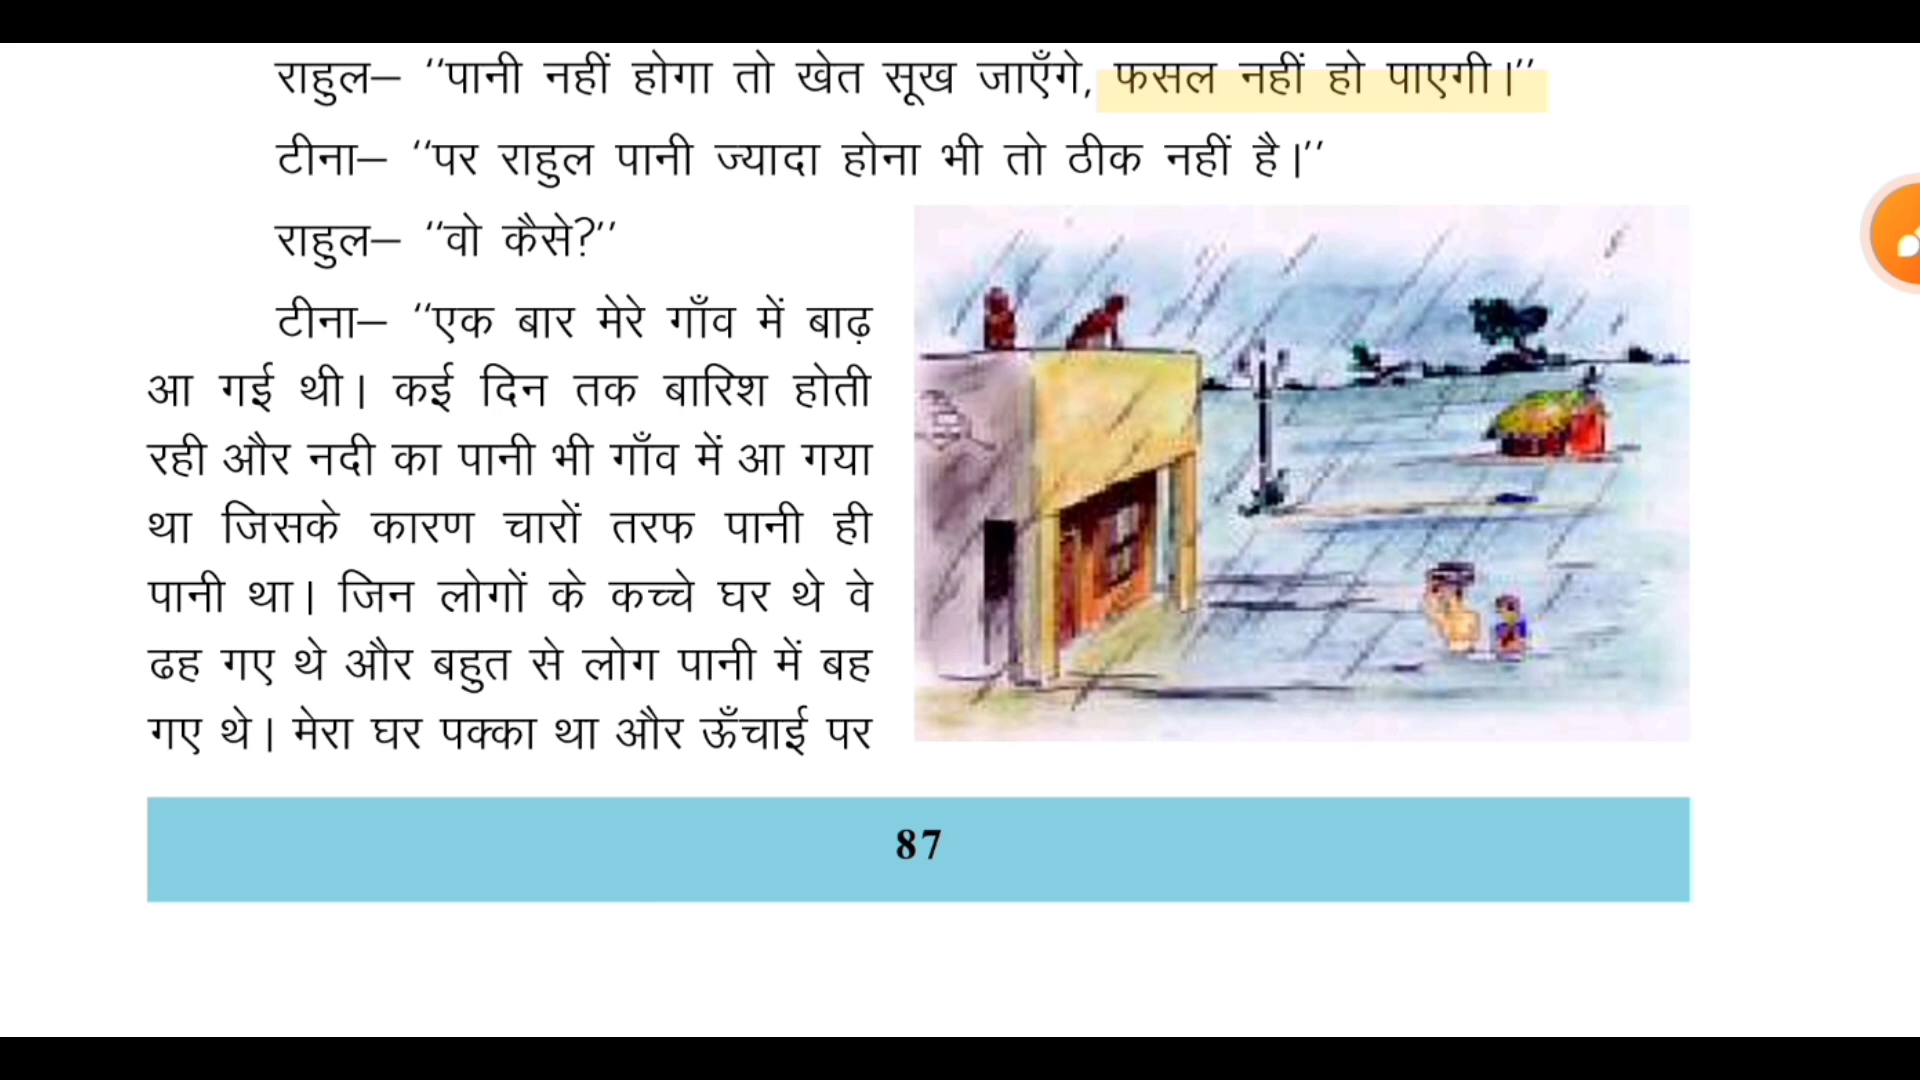 राहुल– ‘‘पानी नहीं होगा तो खेत सूख जाएँगे, फसल नहीं हो पाएगी।’’
टीना– ‘‘पर राहुल पानी ज्यादा होना भी तो ठीक नहीं है।’’
राहुल– ‘‘वो कैसे?’’
टीना– ‘‘एक बार मेरे गाँव में बाढ़
आ गई थी। कई दिन तक बारिश होती
रही और नदी का पानी भी गाँव में आ गया
था जिसके कारण चारों तरफ पानी ही
पानी था। जिन लोगों के कच्चे घर थे वे
ढह गए थे और बहुत से लोग पानी में बह
गए थे। मेरा घर पक्का था और ऊँचाई पर
87